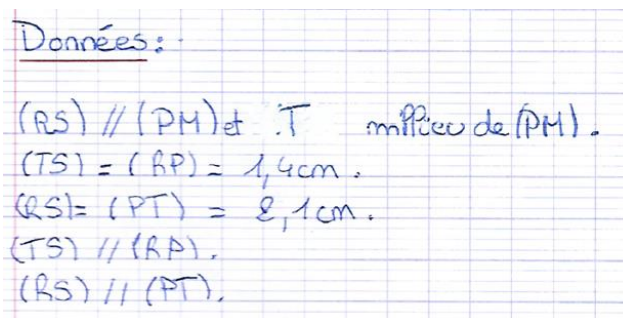 Données :
(RS) // (PM) et T milieu de (PM).
(TS) = (RP) = 1,4cm.
(RS) = (PT) = 2,1cm.
(TS) // (RP).
(RS) // (PT).